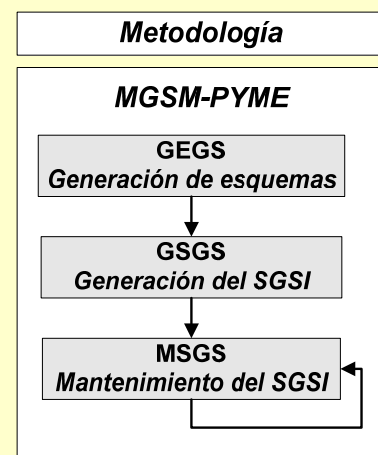 Metodología
MGSM-PYME
GEGS
Generación de esquemas
GSGS
Generación del SGSI
MSGS
Mantenimiento del SGSI